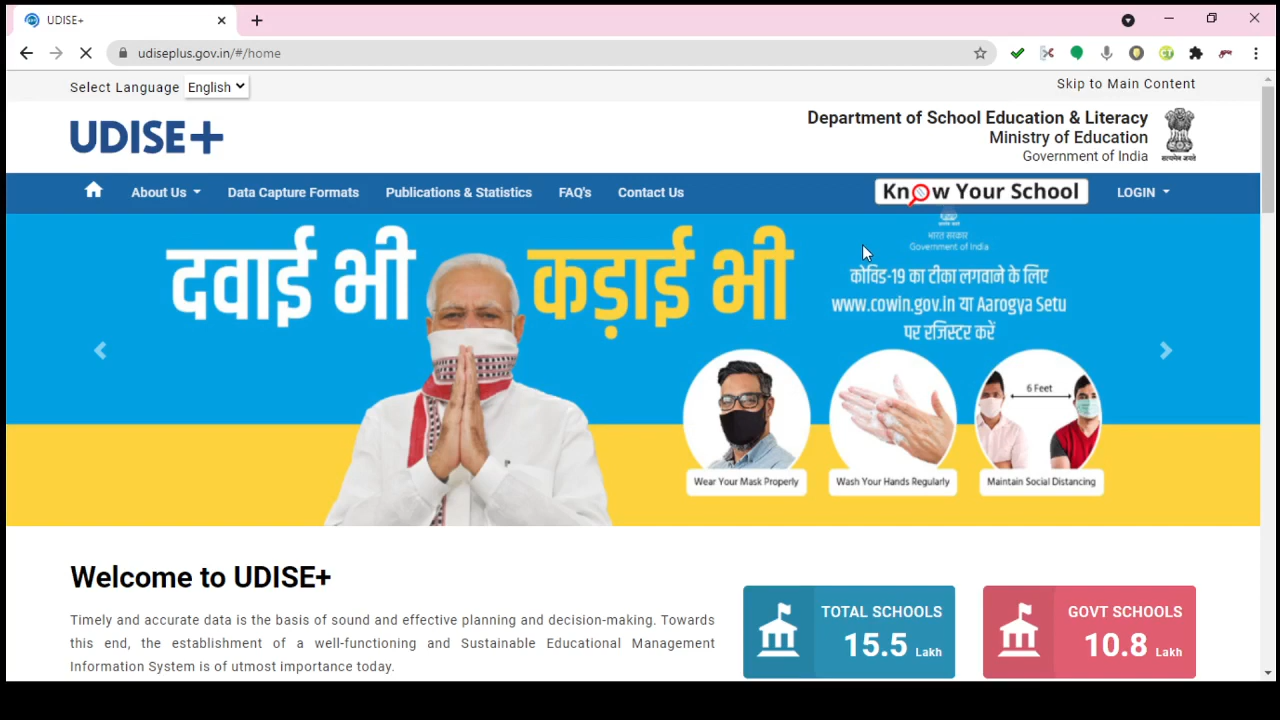 UDISE+
udiseplus.gov.in/#/home
Select Language English
Skip to Main Content
UDISE+
Department of School Education & Literacy
Ministry of Education
Government of India
सत्यमेव जयते
About Us
Data Capture Formats
Publications & Statistics
FAQ's
Contact Us
Know Your School
LOGIN
दवाई भी कड़ाई भी
भारत सरकार
Government of India
कोविड-19 का टीका लगवाने के लिए
www.cowin.gov.in या Aarogya Setu
पर रजिस्टर करें
6 Feet
Wear Your Mask Properly
Wash Your Hands Regularly
Maintain Social Distancing
Welcome to UDISE+
Timely and accurate data is the basis of sound and effective planning and decision-making. Towards
this end, the establishment of a well-functioning and Sustainable Educational Management
Information System is of utmost importance today.
TOTAL SCHOOLS
15.5 Lakh
GOVT SCHOOLS
10.8 Lakh